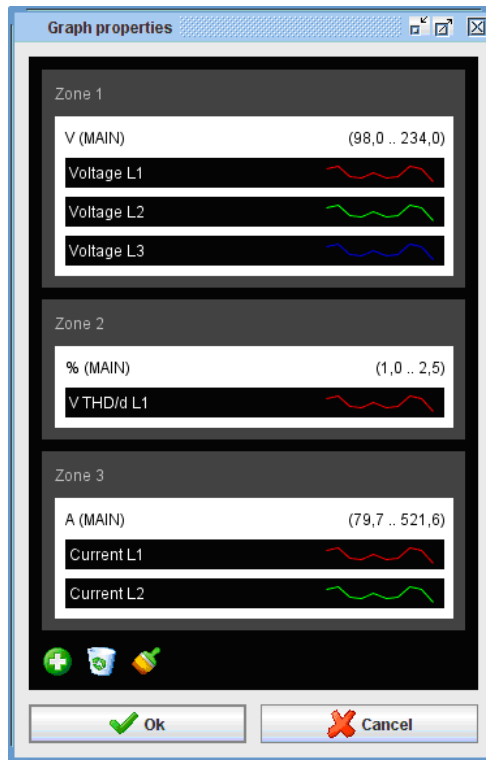 Graph properties
Zone 1
V (MAIN) (98,0 .. 234,0)
Voltage L1
Voltage L2
Voltage L3
Zone 2
% (MAIN) (1,0 .. 2,5)
V THD/d L1
Zone 3
A (MAIN) (79,7 .. 521,6)
Current L1
Current L2
Ok Cancel